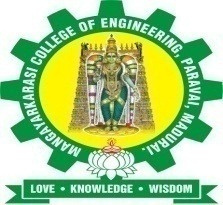 MANGAYARKARASI COLLEGE OF ENGINEERING, PARAVAI, MADURAI.
LOVE • KNOWLEDGE • WISDOM